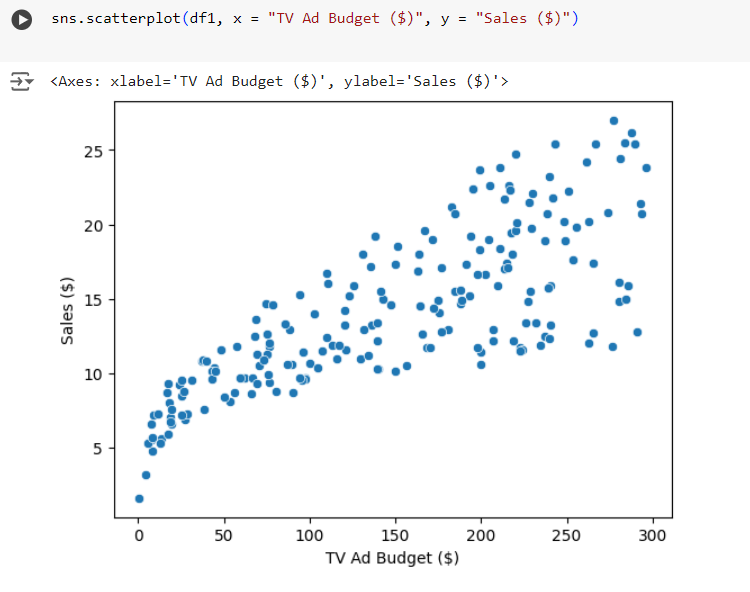 sns.scatterplot(df1, x = "TV Ad Budget ($)", y = "Sales ($)")
<Axes: xlabel='TV Ad Budget ($)', ylabel='Sales ($)'>
25
20
15
10
5
Sales ($)
0 50 100 150 200 250 300
TV Ad Budget ($)